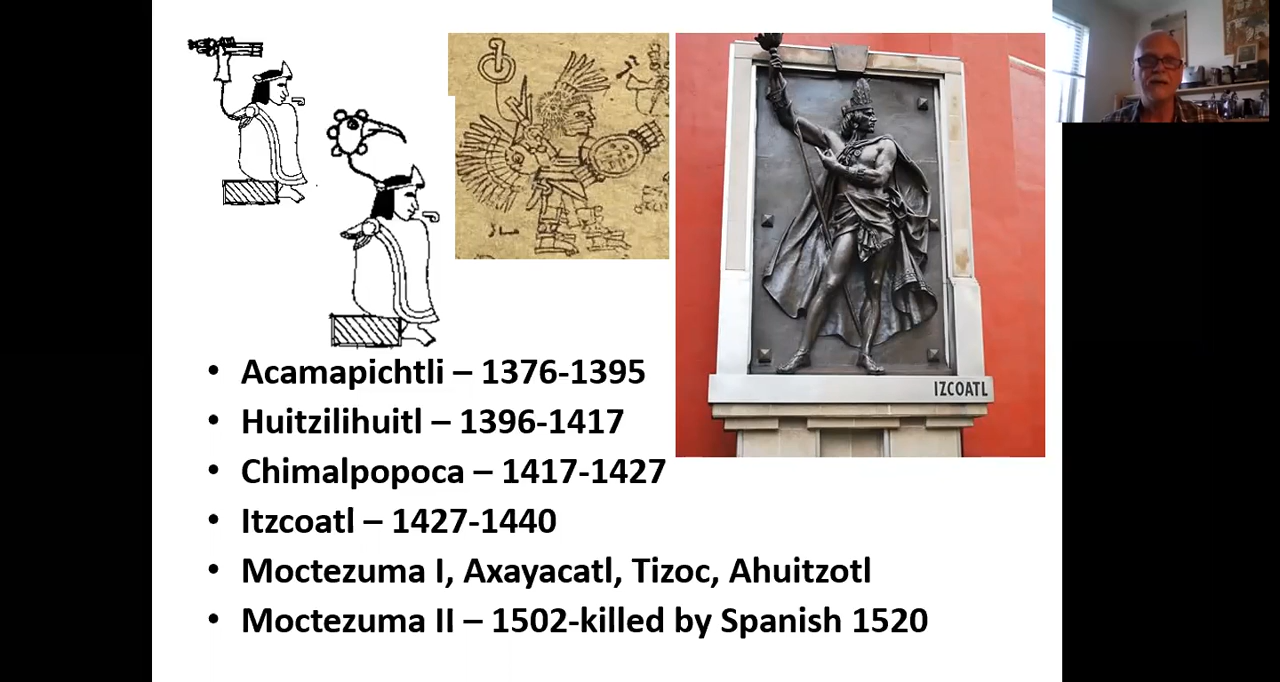 IZCOATL
• Acamapichtli – 1376-1395
• Huitzilihuitl – 1396-1417
• Chimalpopoca – 1417-1427
• Itzcoatl – 1427-1440
• Moctezuma I, Axayacatl, Tizoc, Ahuitzotl
• Moctezuma II – 1502-killed by Spanish 1520